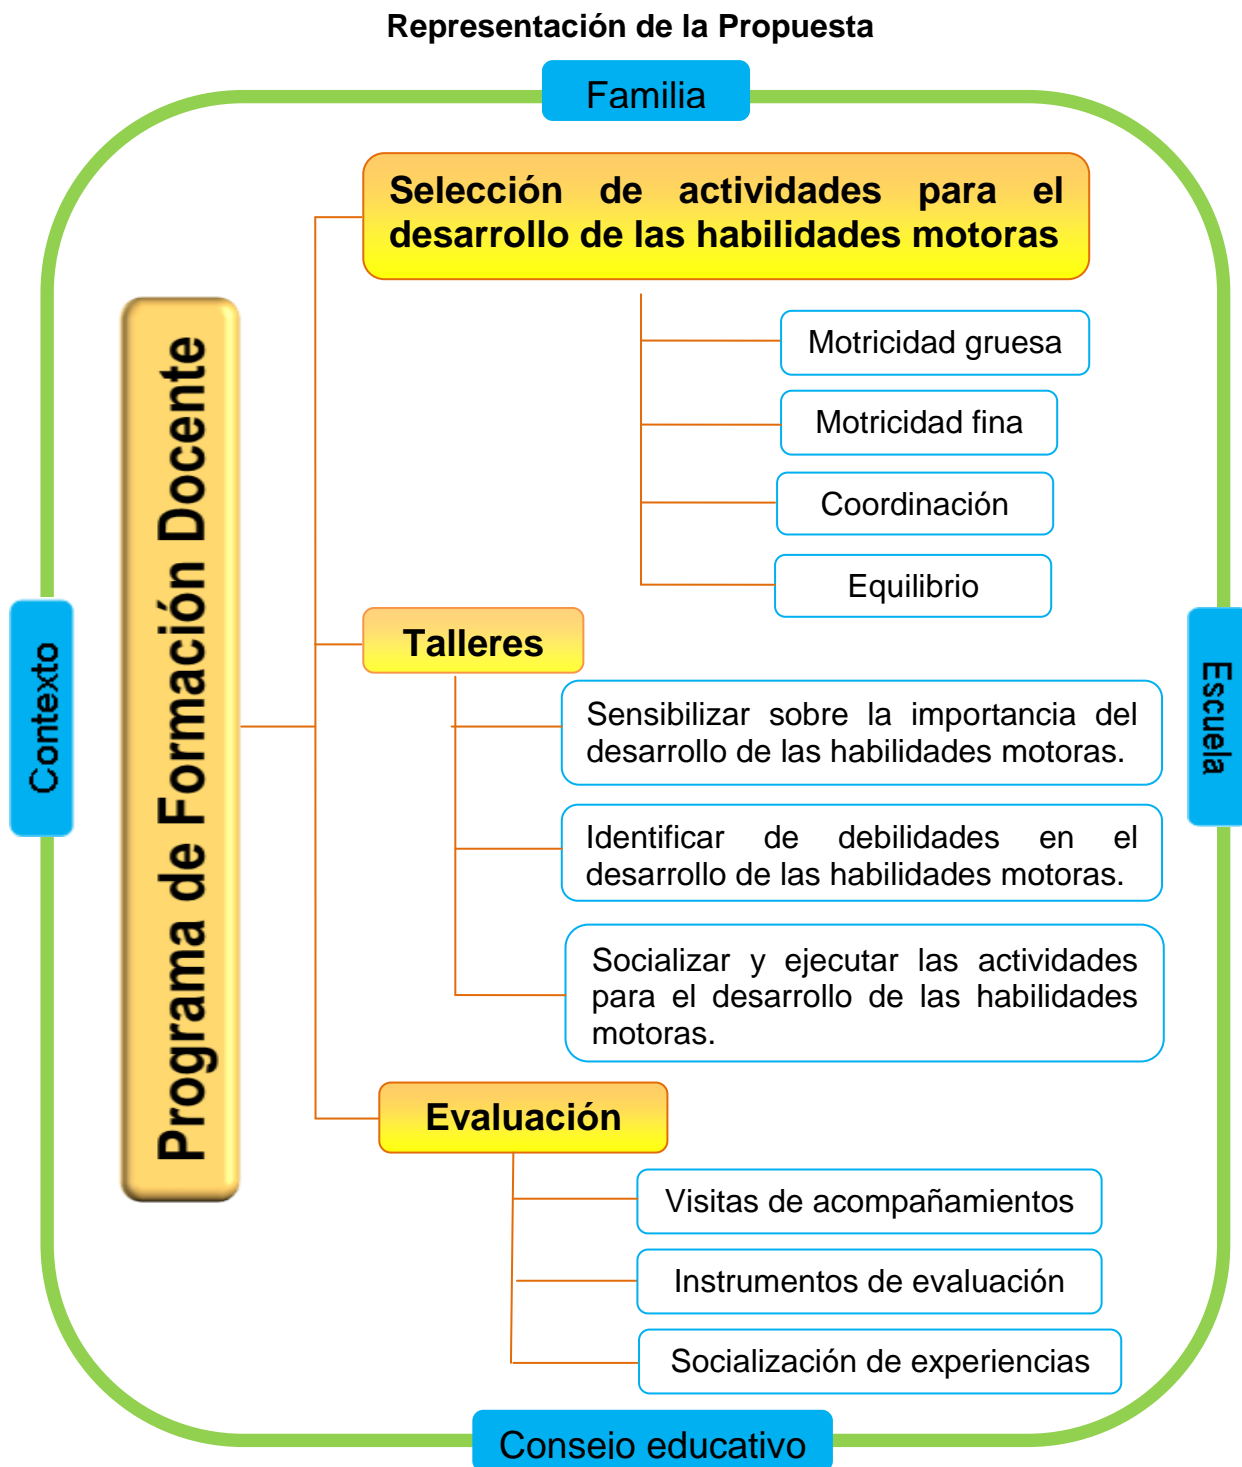 Representación de la Propuesta
Familia
Selección de actividades para el
desarrollo de las habilidades motoras
Motricidad gruesa
Motricidad fina
Coordinación
Equilibrio
Programa de Formación Docente
Contexto
Escuela
Talleres
Sensibilizar sobre la importancia del
desarrollo de las habilidades motoras.
Identificar de debilidades en el
desarrollo de las habilidades motoras.
Socializar y ejecutar las actividades
para el desarrollo de las habilidades
motoras.
Evaluación
Visitas de acompañamientos
Instrumentos de evaluación
Socialización de experiencias
Consejo educativo